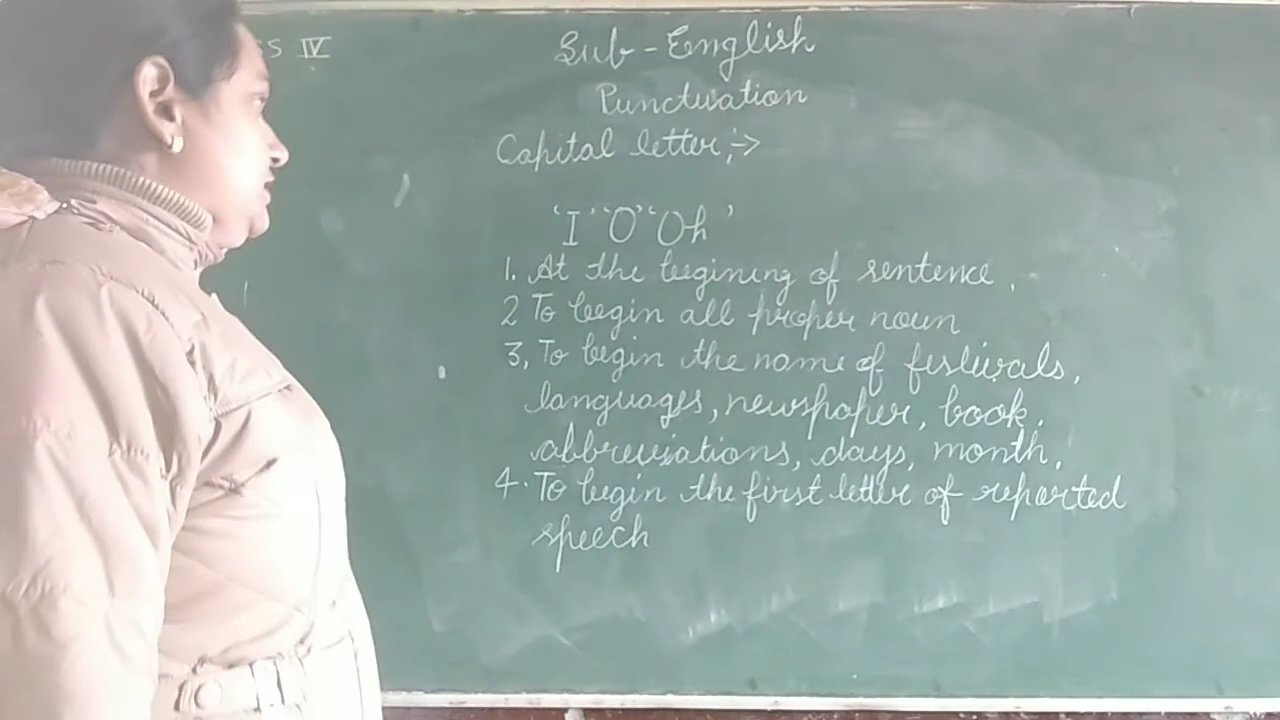 SS IV
Sub - English
Punctuation
Capital letter :->
'I' 'O' 'Oh'
1. At the begining of sentence.
2 To begin all proper noun
3, To begin the name of festivals,
languages, newspaper, book,
abbreviations, days, month,
4. To begin the first letter of reported
speech